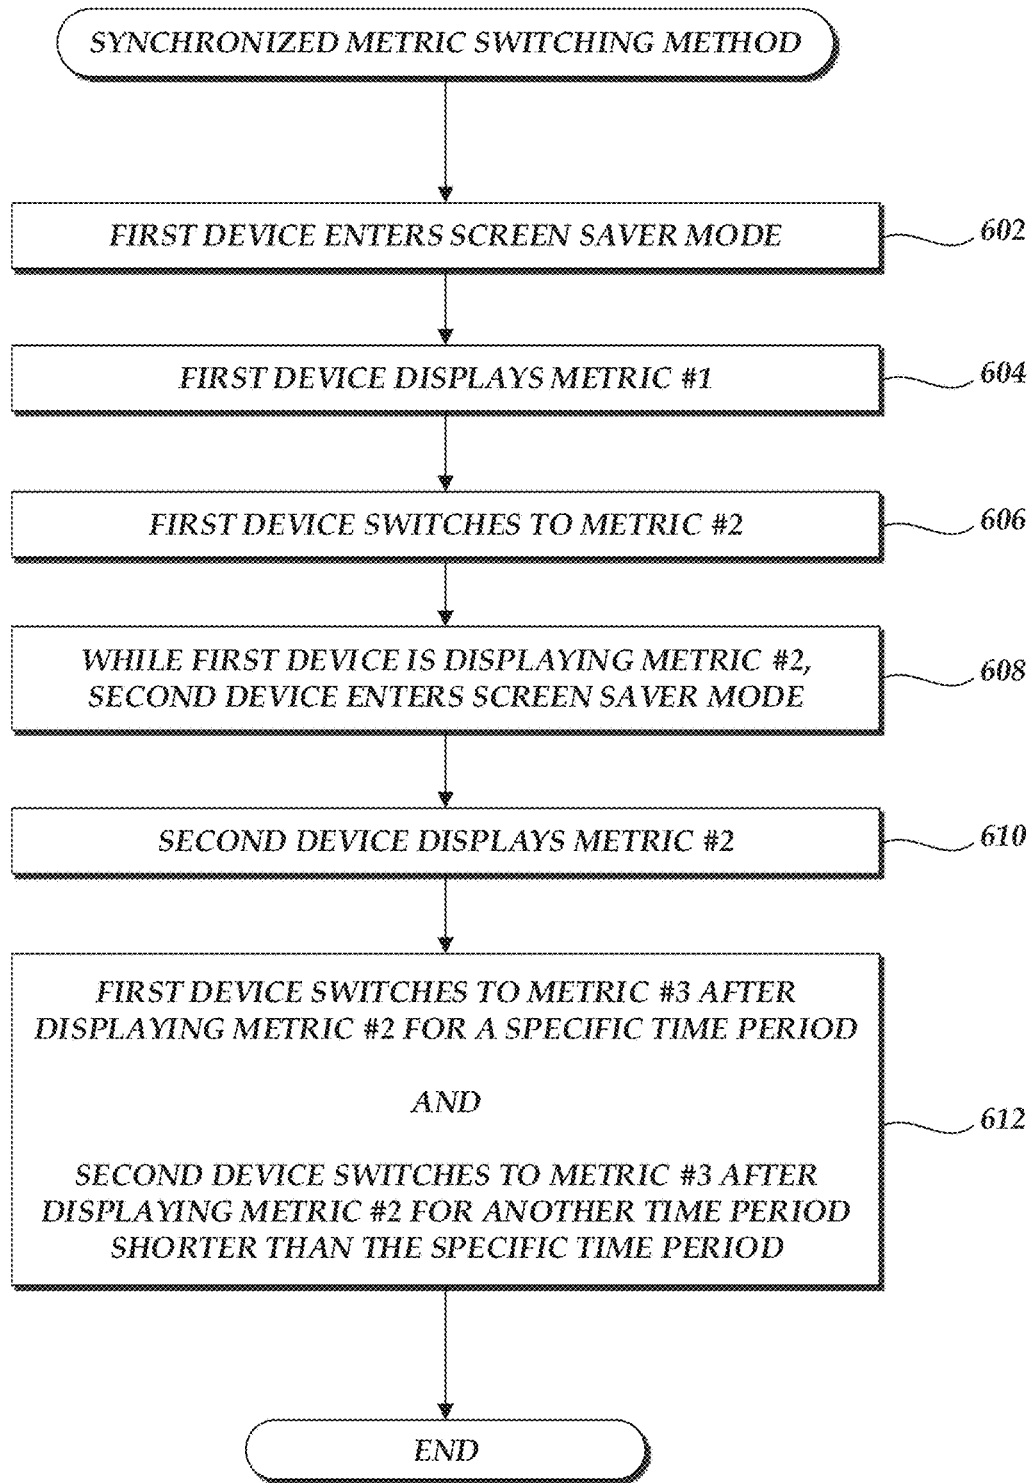 SYNCHRONIZED METRIC SWITCHING METHOD
FIRST DEVICE ENTERS SCREEN SAVER MODE
602
FIRST DEVICE DISPLAYS METRIC #1
604
FIRST DEVICE SWITCHES TO METRIC #2
606
WHILE FIRST DEVICE IS DISPLAYING METRIC #2,
SECOND DEVICE ENTERS SCREEN SAVER MODE
608
SECOND DEVICE DISPLAYS METRIC #2
610
FIRST DEVICE SWITCHES TO METRIC #3 AFTER
DISPLAYING METRIC #2 FOR A SPECIFIC TIME PERIOD
AND
SECOND DEVICE SWITCHES TO METRIC #3 AFTER
DISPLAYING METRIC #2 FOR ANOTHER TIME PERIOD
SHORTER THAN THE SPECIFIC TIME PERIOD
612
END